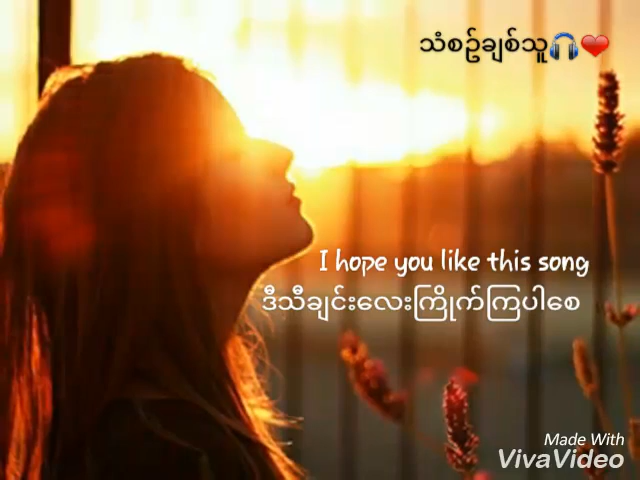 သံစဥ်ချစ်သူ🎧❤
I hope you like this song
ဒီသီချင်းလေးကြိုက်ကြပါစေ
Made With
VivaVideo